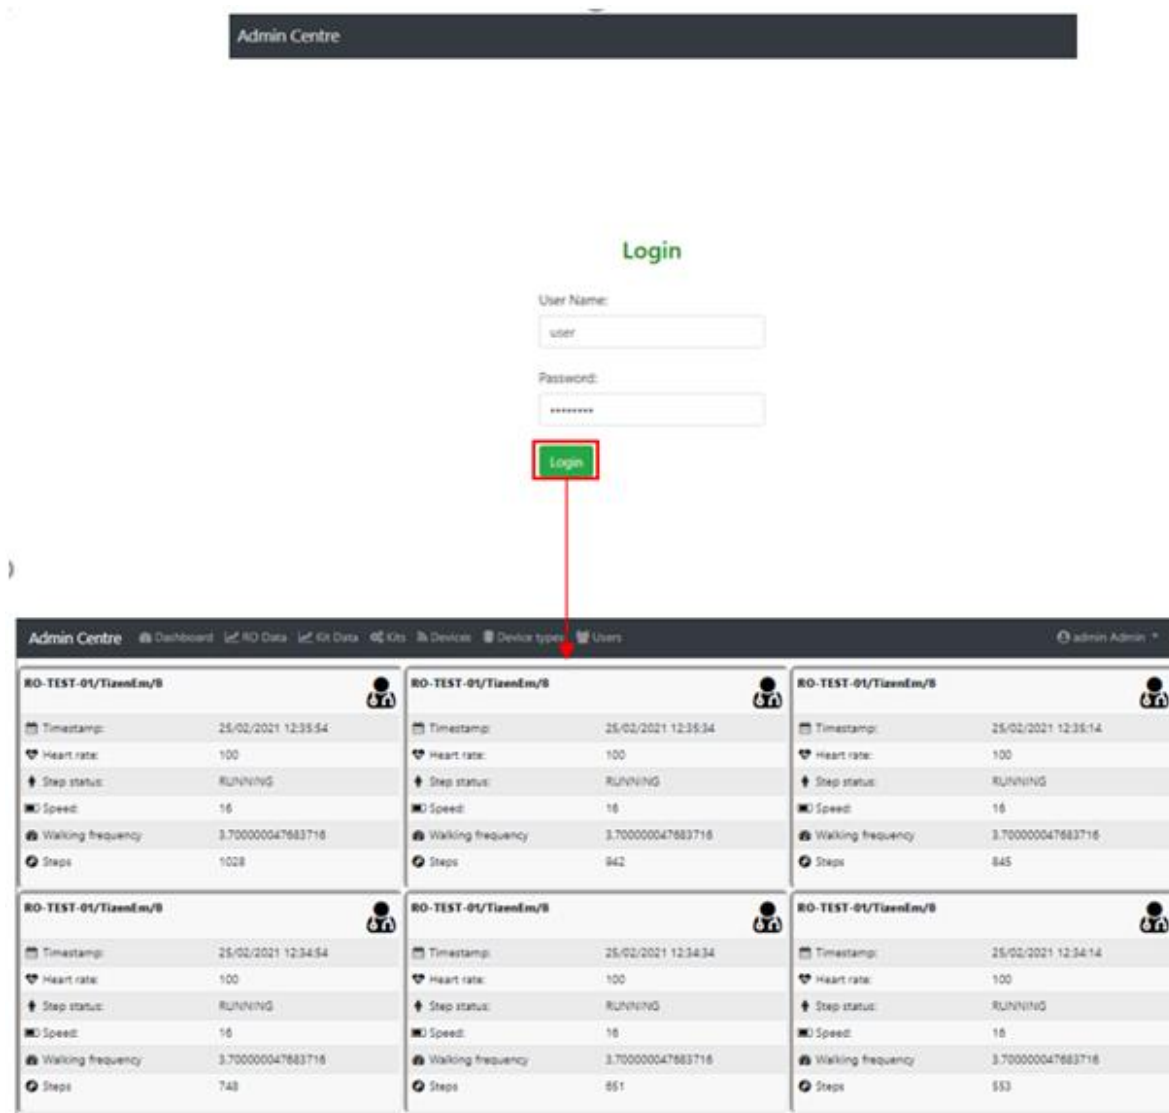 Admin Centre
Login
User Name:
user
Password:
********
Login
Admin Centre Dashboard RO Data Kit Data Kits Devices Device types Users admin Admin
RO-TEST-01/TizenEm/8 RO-TEST-01/TizenEm/8 RO-TEST-01/TizenEm/8
Timestamp: 25/02/2021 12:35:54 Timestamp: 25/02/2021 12:35:34 Timestamp: 25/02/2021 12:35:14
Heart rate: 100 Heart rate: 100 Heart rate: 100
Step status: RUNNING Step status: RUNNING Step status: RUNNING
Speed: 16 Speed: 16 Speed: 16
Walking frequency 3.700000047683716 Walking frequency 3.700000047683716 Walking frequency 3.700000047683716
Steps 1028 Steps 942 Steps 845
RO-TEST-01/TizenEm/8 RO-TEST-01/TizenEm/8 RO-TEST-01/TizenEm/8
Timestamp: 25/02/2021 12:34:54 Timestamp: 25/02/2021 12:34:34 Timestamp: 25/02/2021 12:34:14
Heart rate: 100 Heart rate: 100 Heart rate: 100
Step status: RUNNING Step status: RUNNING Step status: RUNNING
Speed: 16 Speed: 16 Speed: 16
Walking frequency 3.700000047683716 Walking frequency 3.700000047683716 Walking frequency 3.700000047683716
Steps 748 Steps 651 Steps 553